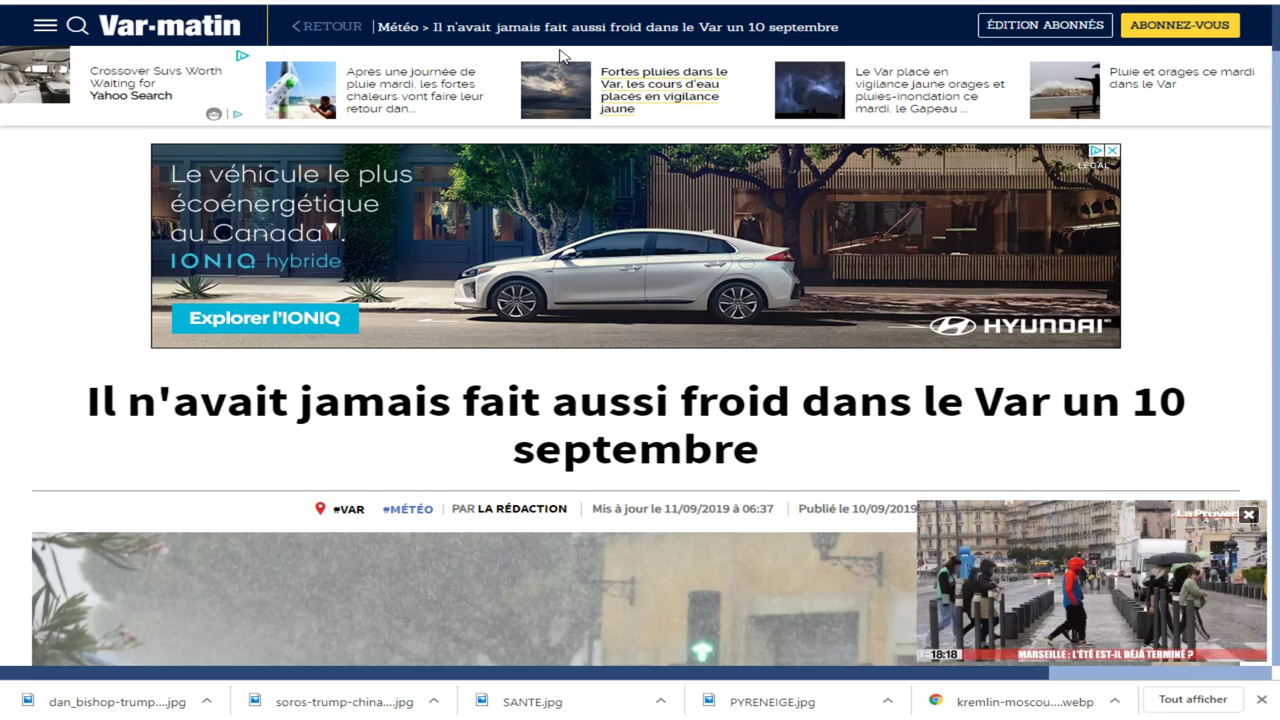 Var-matin
RETOUR
Météo > Il n'avait jamais fait aussi froid dans le Var un 10 septembre
ÉDITION ABONNÉS
ABONNEZ-VOUS
Crossover Suvs Worth
Waiting for
Yahoo Search
Après une journée de
pluie mardi, les fortes
chaleurs vont faire leur
retour dan...
Fortes pluies dans le
Var, les cours d'eau
placés en vigilance
jaune
Le Var placé en
vigilance jaune orages et
pluies-inondation ce
mardi, le Gapeau ...
Pluie et orages ce mardi
dans le Var
Le véhicule le plus
écoénergétique
au Canada▼.
IONIQ hybride
Explorer l'IONIQ
LÉGAL
HYUNDAI
Il n'avait jamais fait aussi froid dans le Var un 10
septembre
#VAR #MÉTÉO PAR LA RÉDACTION Mis à jour le 11/09/2019 à 06:37 Publié le 10/09/2019
18:18
MARSEILLE : L'ÉTÉ EST-IL DÉJÀ TERMINÉ ?
dan_bishop-trump....jpg
soros-trump-china....jpg
SANTE.jpg
PYRENEIGE.jpg
kremlin-moscou....webp
Tout afficher